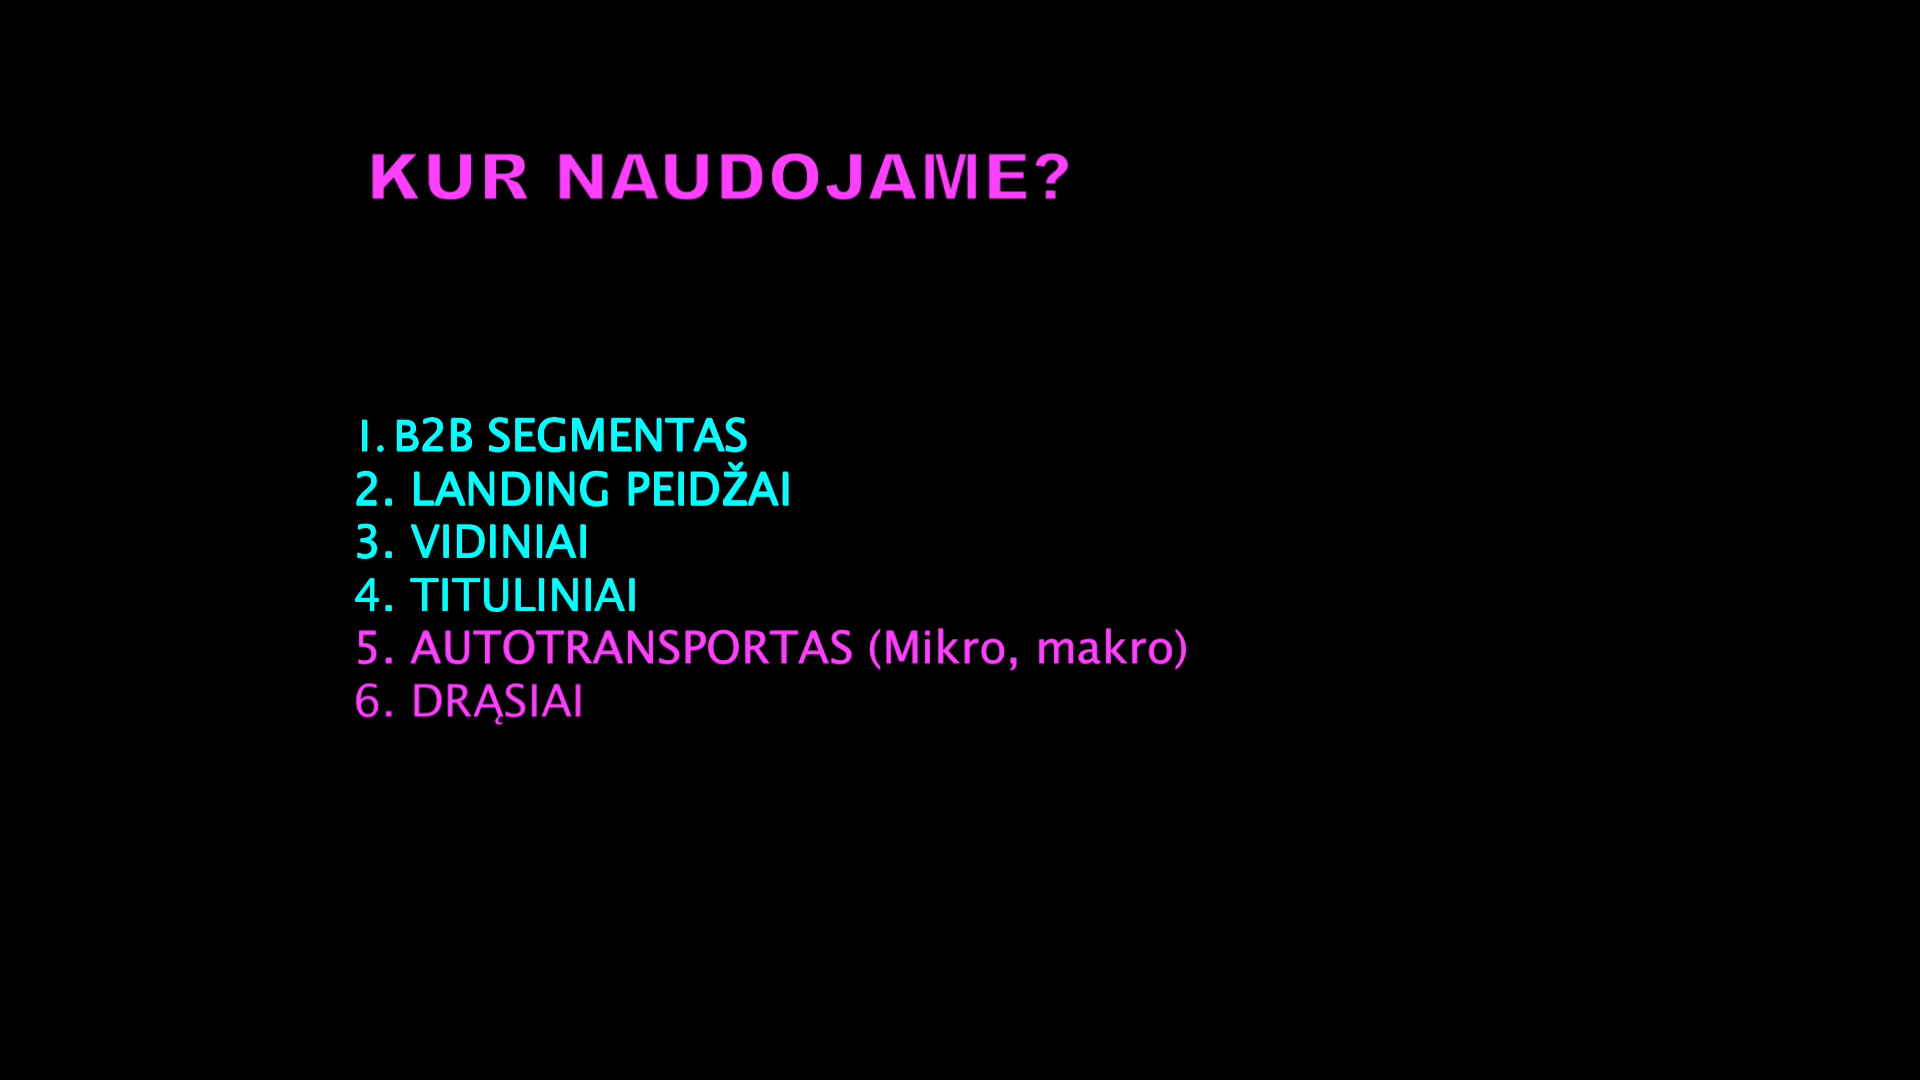 KUR NAUDOJAME?
1. B2B SEGMENTAS
2. LANDING PEIDŽAI
3. VIDINIAI
4. TITULINIAI
5. AUTOTRANSPORTAS (Mikro, makro)
6. DRĄSIAI